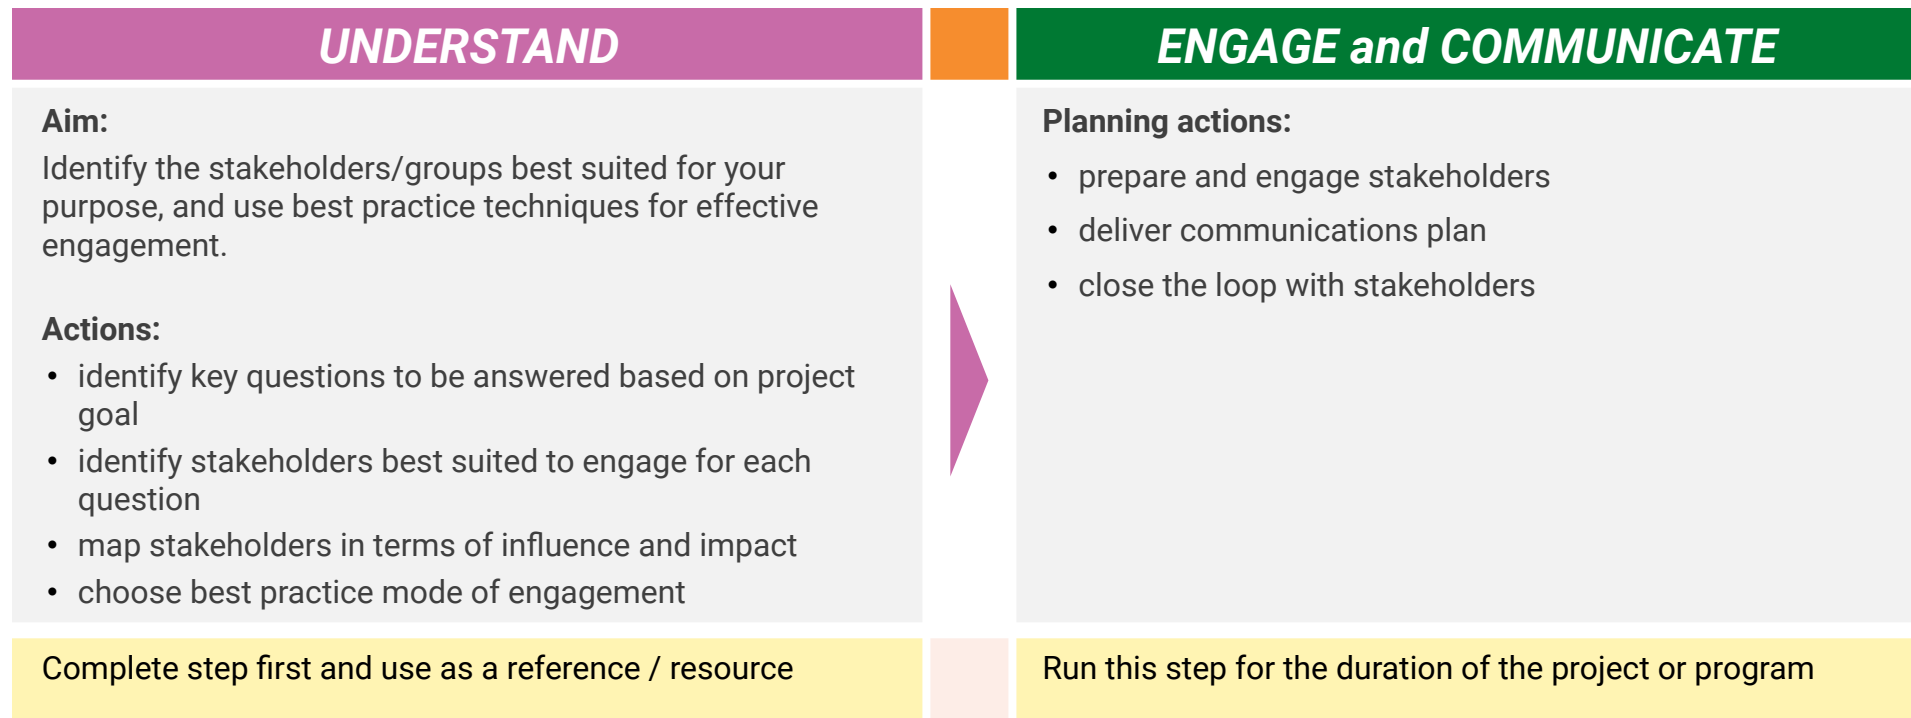 UNDERSTAND
Aim:
Identify the stakeholders/groups best suited for your
purpose, and use best practice techniques for effective
engagement.
Actions:
• identify key questions to be answered based on project
goal
• identify stakeholders best suited to engage for each
question
• map stakeholders in terms of influence and impact
• choose best practice mode of engagement
Complete step first and use as a reference / resource
ENGAGE and COMMUNICATE
Planning actions:
• prepare and engage stakeholders
• deliver communications plan
• close the loop with stakeholders
Run this step for the duration of the project or program